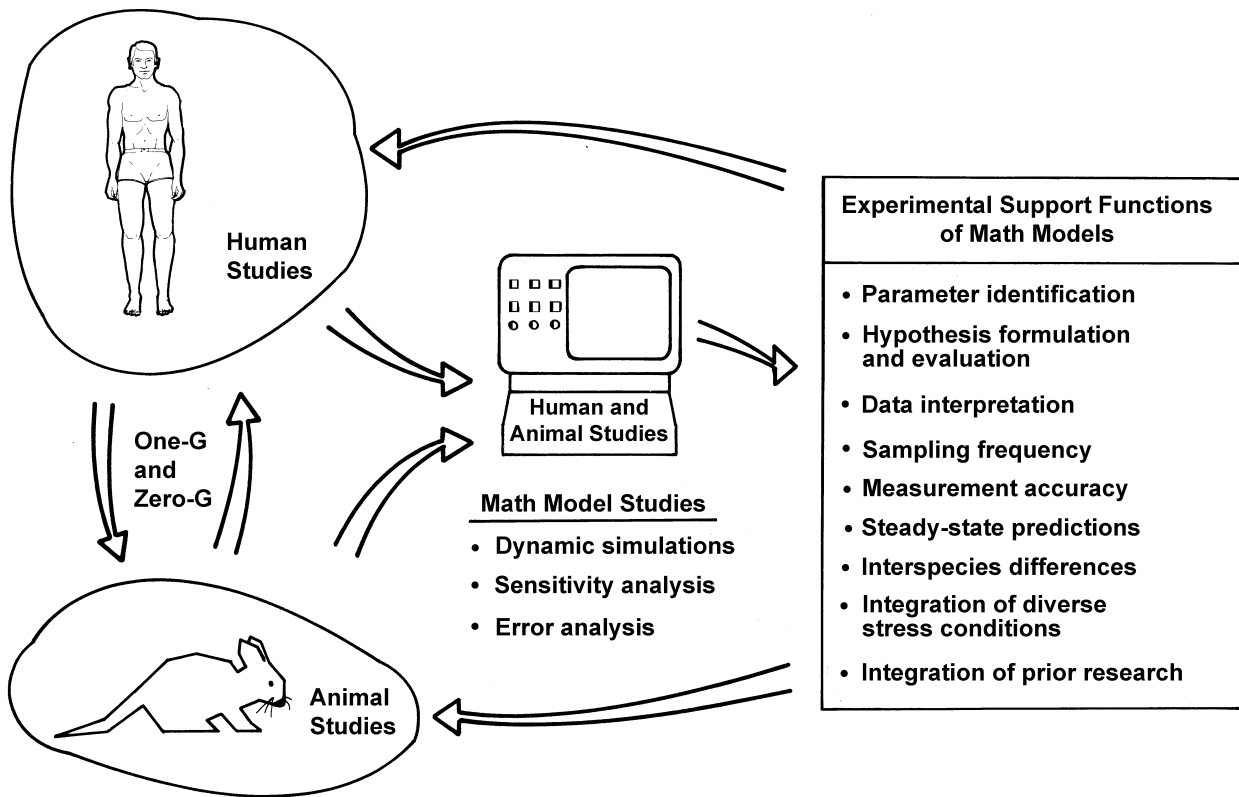 Human
Studies
One-G
and
Zero-G
Animal
Studies
Human and
Animal Studies
Math Model Studies
• Dynamic simulations
• Sensitivity analysis
• Error analysis
Experimental Support Functions
of Math Models
• Parameter identification
• Hypothesis formulation
and evaluation
• Data interpretation
• Sampling frequency
• Measurement accuracy
• Steady-state predictions
• Interspecies differences
• Integration of diverse
stress conditions
• Integration of prior research